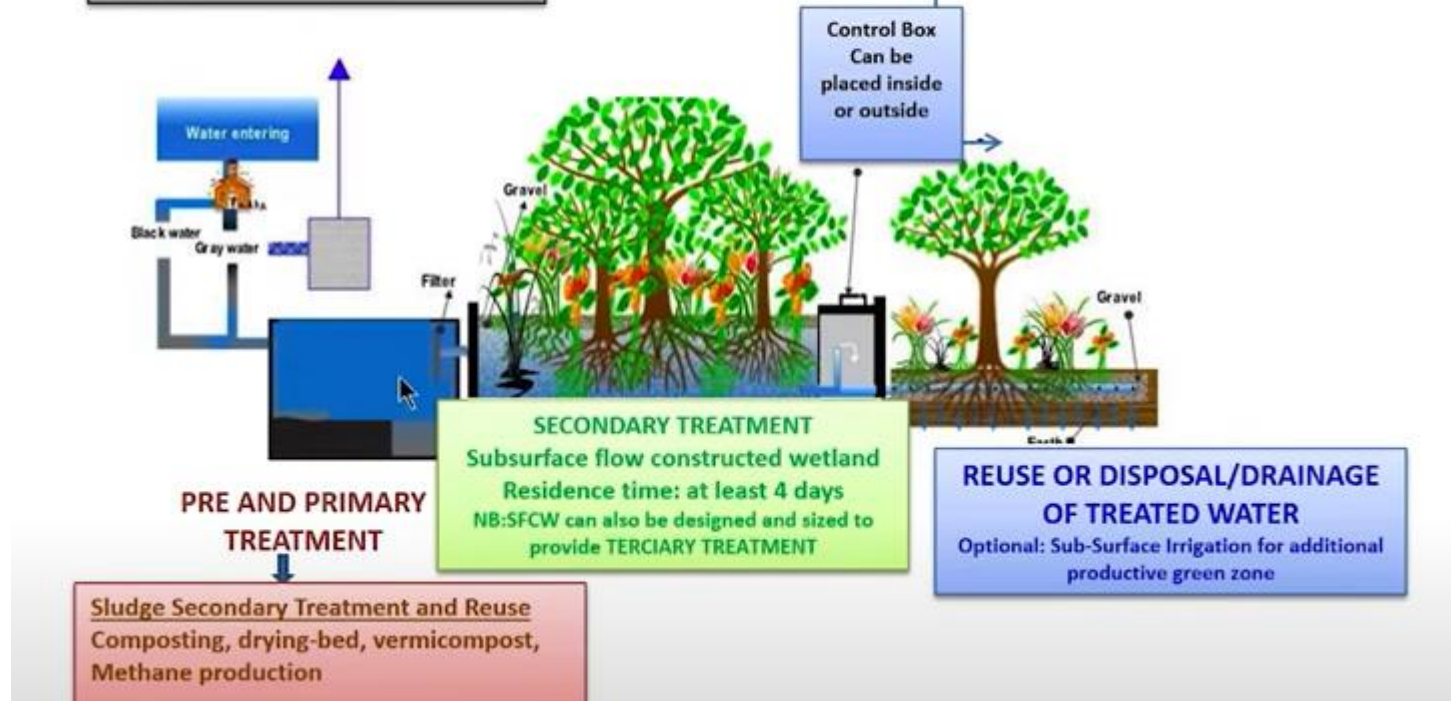 Control Box
Can be
placed inside
or outside
Water entering
Gravel
Black water
Gray water
Filter
Gravel
SECONDARY TREATMENT
Subsurface flow constructed wetland
Residence time: at least 4 days
NB:SFCW can also be designed and sized to
provide TERCIARY TREATMENT
REUSE OR DISPOSAL/DRAINAGE
OF TREATED WATER
Optional: Sub-Surface Irrigation for additional
productive green zone
PRE AND PRIMARY
TREATMENT
Sludge Secondary Treatment and Reuse
Composting, drying-bed, vermicompost,
Methane production